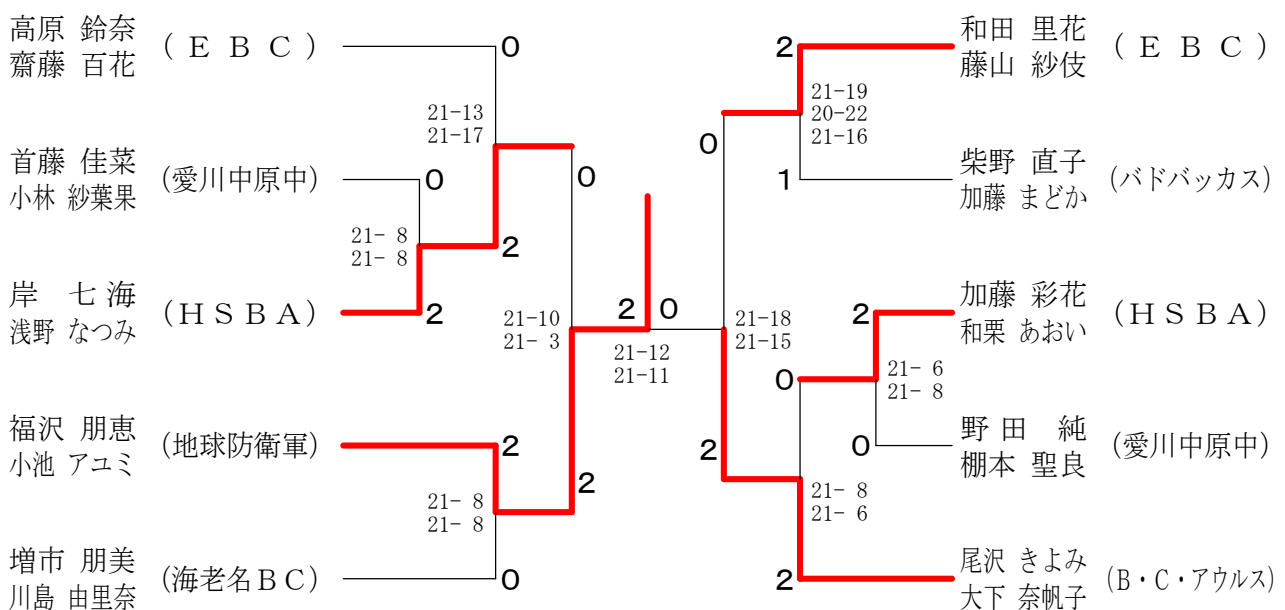 高原 鈴奈
齋藤 百花
(ＥＢＣ)
0
21-13
21-17
首藤 佳菜
小林 紗葉果
(愛川中原中)
0
21- 8
21- 8
2
岸 七海
浅野 なつみ
(ＨＳＢＡ)
2
0
21-10
21- 3
福沢 朋恵
小池 アユミ
(地球防衛軍)
2
21- 8
21- 8
2
増市 朋美
川島 由里奈
(海老名ＢＣ)
0
2
0
21-12
21-11
和田 里花
藤山 紗伎
(ＥＢＣ)
2
21-19
20-22
21-16
0
柴野 直子
加藤 まどか
(バドバッカス)
1
21-18
21-15
加藤 彩花
和栗 あおい
(ＨＳＢＡ)
2
21- 6
21- 8
0
野田 純
棚本 聖良
(愛川中原中)
0
2
21- 8
21- 6
尾沢 きよみ
大下 奈帆子
(Ｂ・Ｃ・アウルス)
2